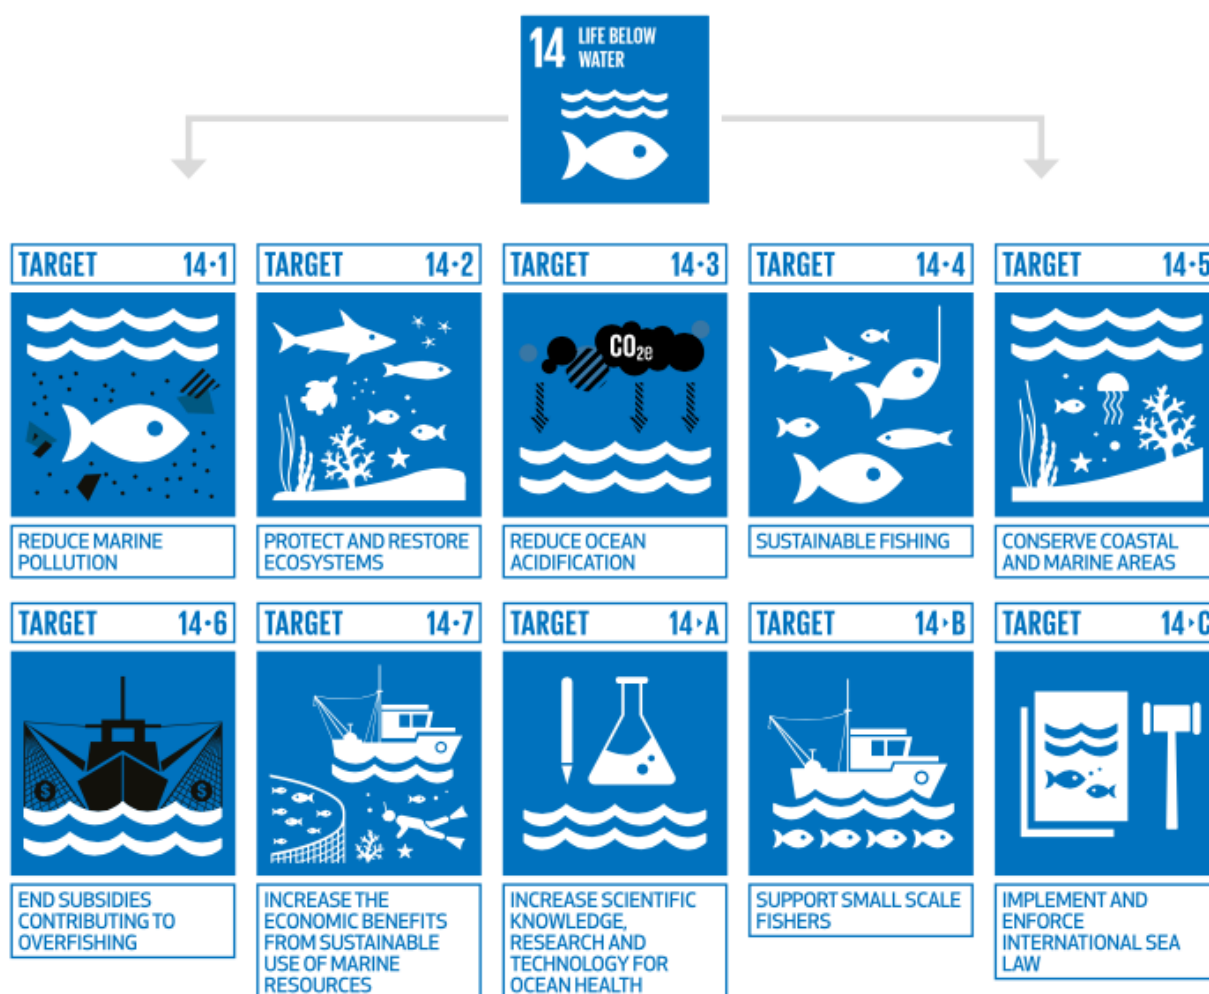 14 LIFE BELOW
WATER
TARGET 14.1
TARGET 14.2
TARGET 14.3
TARGET 14.4
TARGET 14.5
CO2e
REDUCE MARINE
POLLUTION
PROTECT AND RESTORE
ECOSYSTEMS
REDUCE OCEAN
ACIDIFICATION
SUSTAINABLE FISHING
CONSERVE COASTAL
AND MARINE AREAS
TARGET 14.6
TARGET 14.7
TARGET 14▸A
TARGET 14▸B
TARGET 14▸C
$ $
END SUBSIDIES
CONTRIBUTING TO
OVERFISHING
INCREASE THE
ECONOMIC BENEFITS
FROM SUSTAINABLE
USE OF MARINE
RESOURCES
INCREASE SCIENTIFIC
KNOWLEDGE,
RESEARCH AND
TECHNOLOGY FOR
OCEAN HEALTH
SUPPORT SMALL SCALE
FISHERS
IMPLEMENT AND
ENFORCE
INTERNATIONAL SEA
LAW